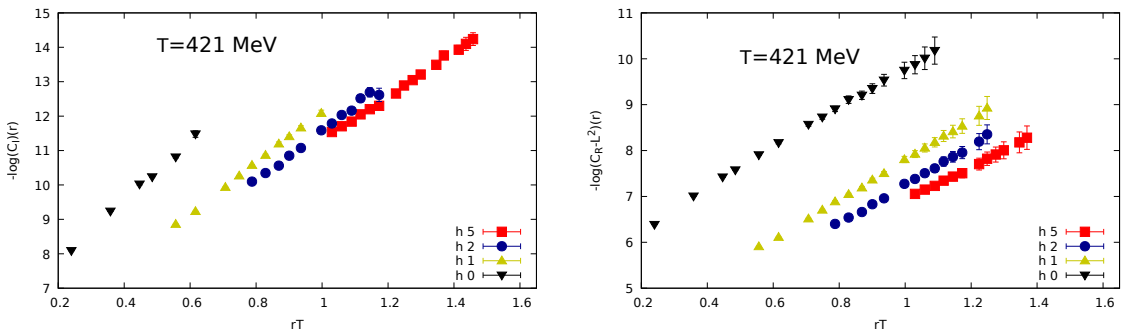 15
14
13
12
11
10
9
8
7
-log(C_I)(r)
T=421 MeV
h 5
h 2
h 1
h 0
0.2 0.4 0.6 0.8 1 1.2 1.4 1.6
rT
11
10
9
8
7
6
5
-log(C_R-L^2)(r)
T=421 MeV
h 5
h 2
h 1
h 0
0.2 0.4 0.6 0.8 1 1.2 1.4 1.6
rT